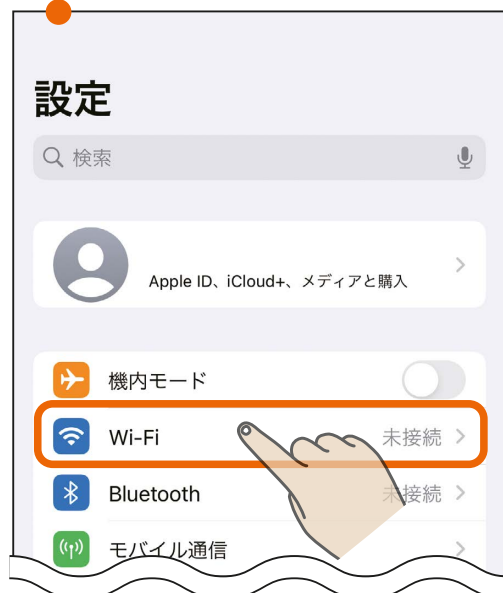 設定
検索
Apple ID、iCloud+、メディアと購入
機内モード
Wi-Fi 未接続
Bluetooth 未接続
モバイル通信